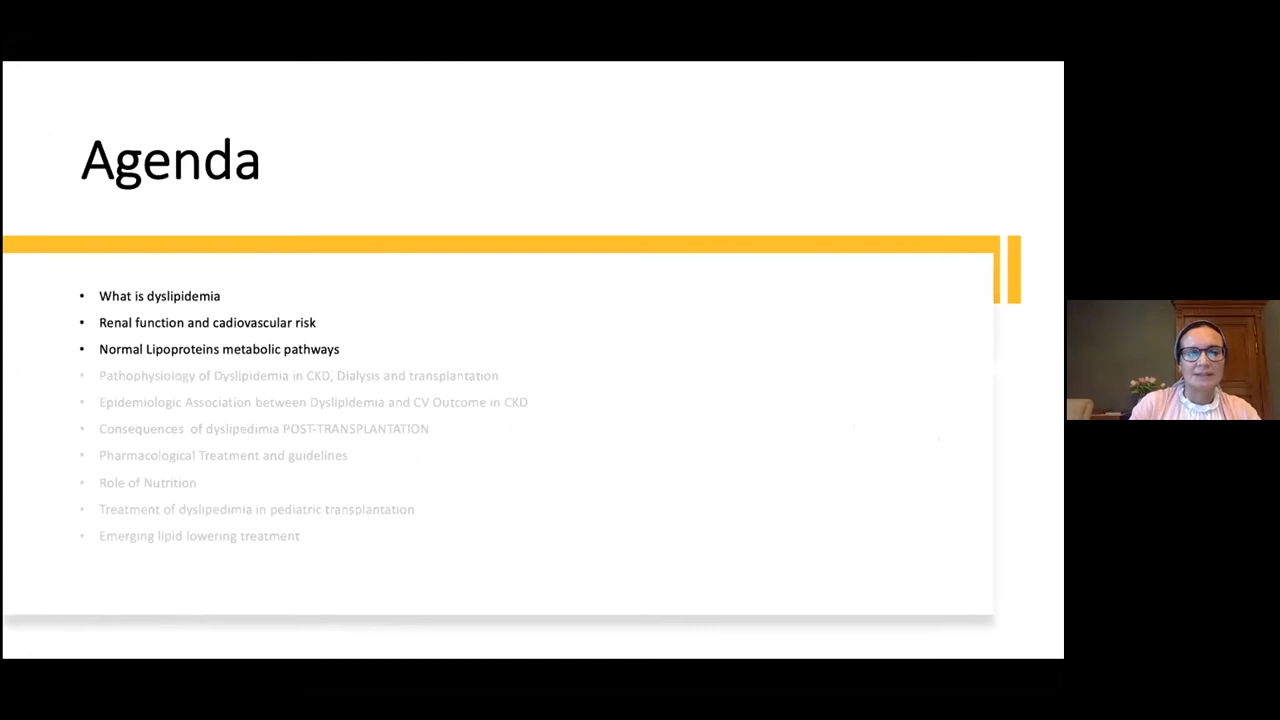 Agenda
• What is dyslipidemia
• Renal function and cadiovascular risk
• Normal Lipoproteins metabolic pathways
• Pathophysiology of Dyslipidemia in CKD, Dialysis and transplantation
• Epidemiologic Association between Dyslipidemia and CV Outcome in CKD
• Consequences of dyslipedimia POST-TRANSPLANTATION
• Pharmacological Treatment and guidelines
• Role of Nutrition
• Treatment of dyslipedimia in pediatric transplantation
• Emerging lipid lowering treatment